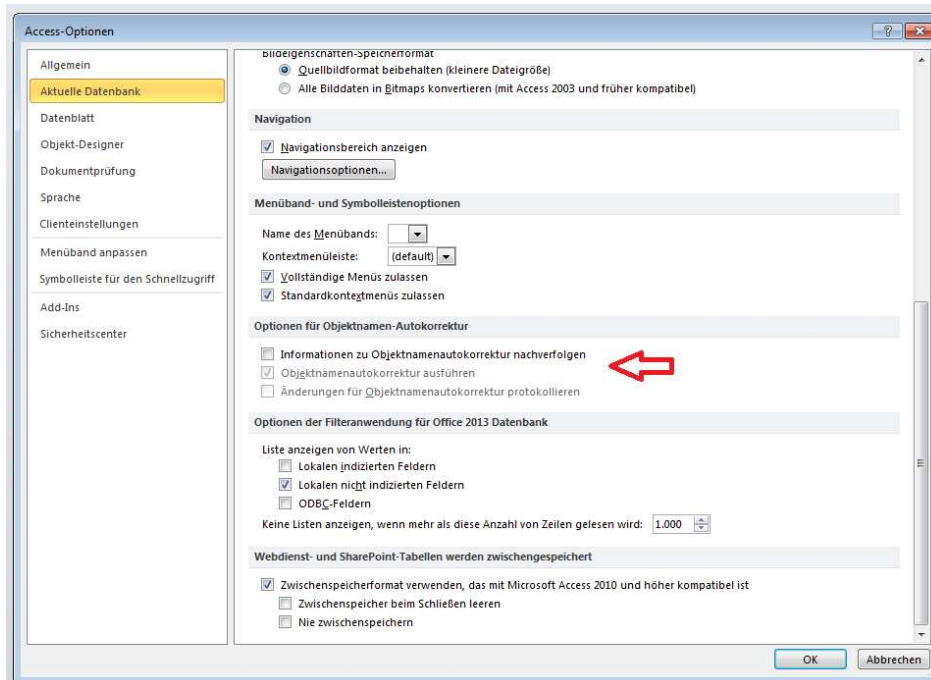 Access-Optionen
Allgemein
Aktuelle Datenbank
Datenblatt
Objekt-Designer
Dokumentprüfung
Sprache
Clienteinstellungen
Menüband anpassen
Symbolleiste für den Schnellzugriff
Add-Ins
Sicherheitscenter
Bildeigenschaften-Speicherformat
Quellbildformat beibehalten (kleinere Dateigröße)
Alle Bilddaten in Bitmaps konvertieren (mit Access 2003 und früher kompatibel)
Navigation
Navigationsbereich anzeigen
Navigationsoptionen...
Menüband- und Symbolleistenoptionen
Name des Menübands:
Kontextmenüleiste: (default)
Vollständige Menüs zulassen
Standardkontextmenüs zulassen
Optionen für Objektnamen-Autokorrektur
Informationen zu Objektnamenautokorrektur nachverfolgen
Objektnamenautokorrektur ausführen
Änderungen für Objektnamenautokorrektur protokollieren
Optionen der Filteranwendung für Office 2013 Datenbank
Liste anzeigen von Werten in:
Lokalen indizierten Feldern
Lokalen nicht indizierten Feldern
ODBC-Feldern
Keine Listen anzeigen, wenn mehr als diese Anzahl von Zeilen gelesen wird: 1.000
Webdienst- und SharePoint-Tabellen werden zwischengespeichert
Zwischenspeicherformat verwenden, das mit Microsoft Access 2010 und höher kompatibel ist
Zwischenspeicher beim Schließen leeren
Nie zwischenspeichern
OK Abbrechen